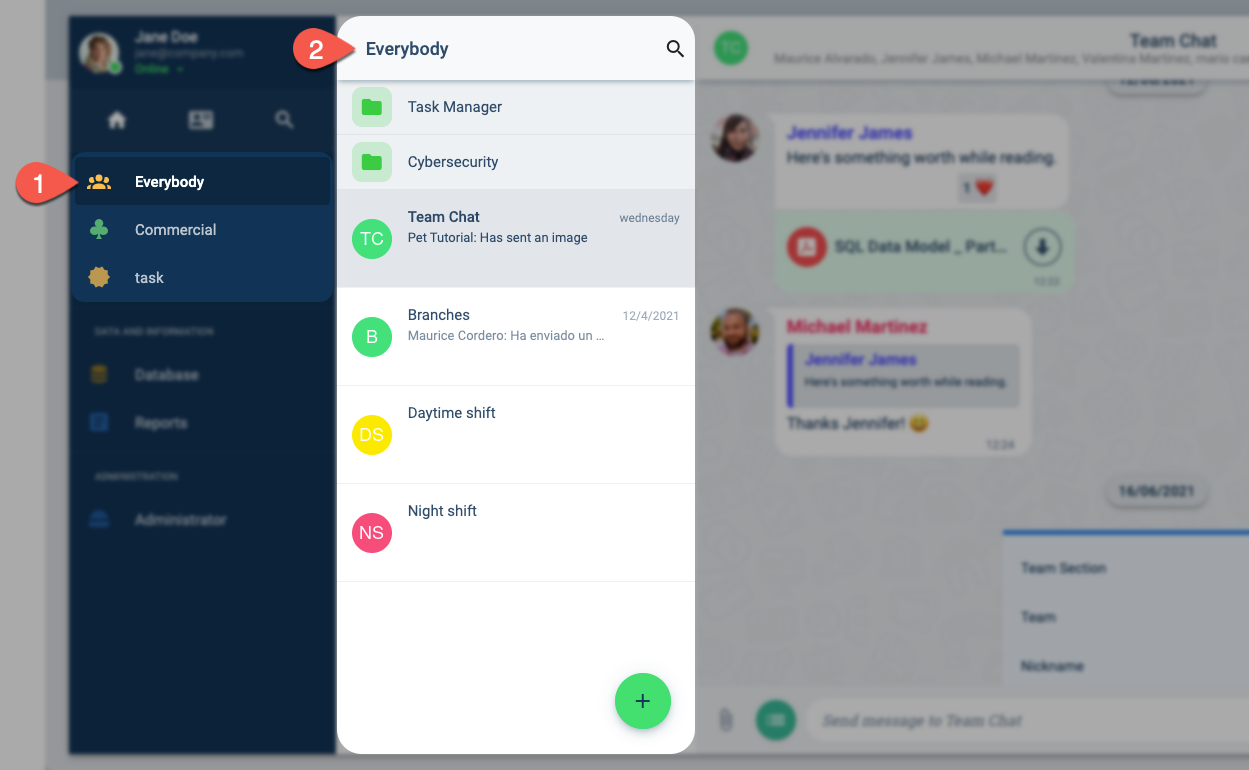 Jane Doe
jane@company.com
Online
1
Everybody
Commercial
task
DATA AND INFORMATION
Database
Reports
ADMINISTRATION
Administrator
2
Everybody
Task Manager
Cybersecurity
TC
Team Chat
wednesday
Pet Tutorial: Has sent an image
B
Branches
12/4/2021
Maurice Cordero: Ha enviado un ...
DS
Daytime shift
NS
Night shift
+
TC
Team Chat
Maurice Alvarado, Jennifer James, Michael Martinez, Valentina Martinez, mario ca
Jennifer James
Here's something worth while reading.
1 ❤️
SQL Data Model _ Part...
12:22
Michael Martinez
Jennifer James
Here's something worth while reading.
Thanks Jennifer! 😀
12:24
16/06/2021
Team Section
Team
Nickname
Send message to Team Chat